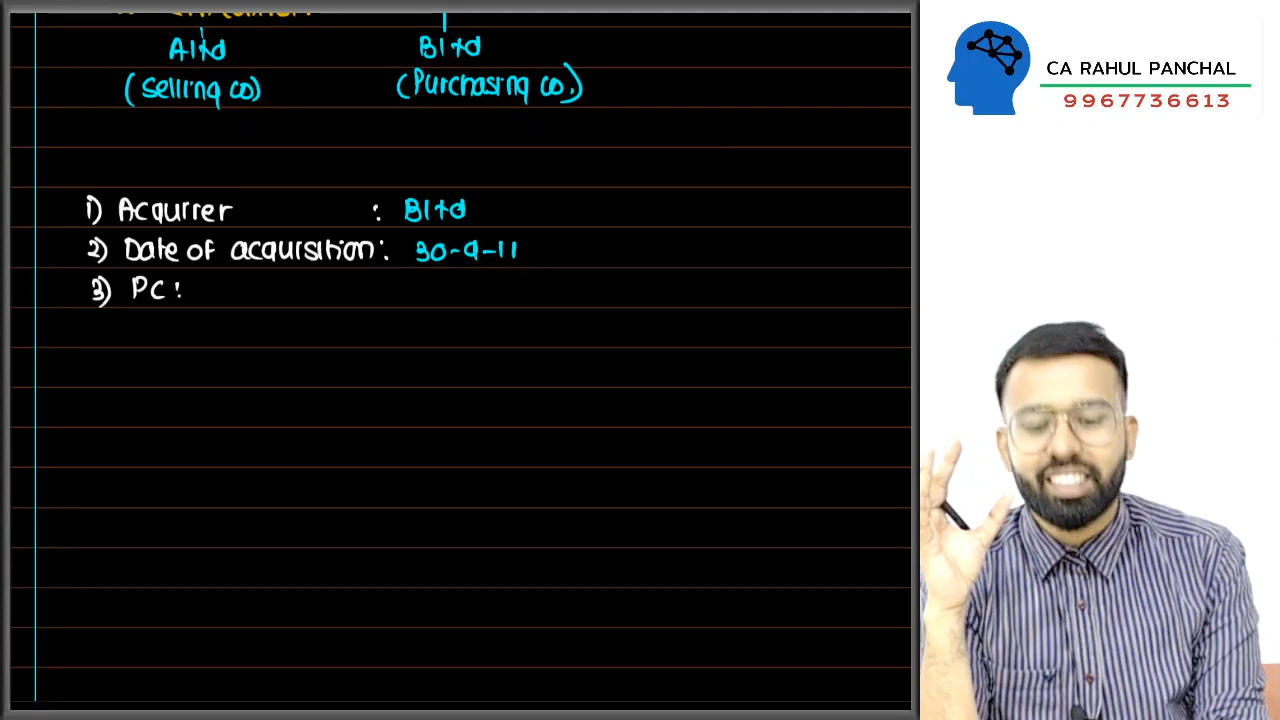 A ltd B ltd
(Selling co) (Purchasing co.)
1) Acquirer : B ltd
2) Date of acquisition: 30-9-11
3) PC:
CA RAHUL PANCHAL
9967736613